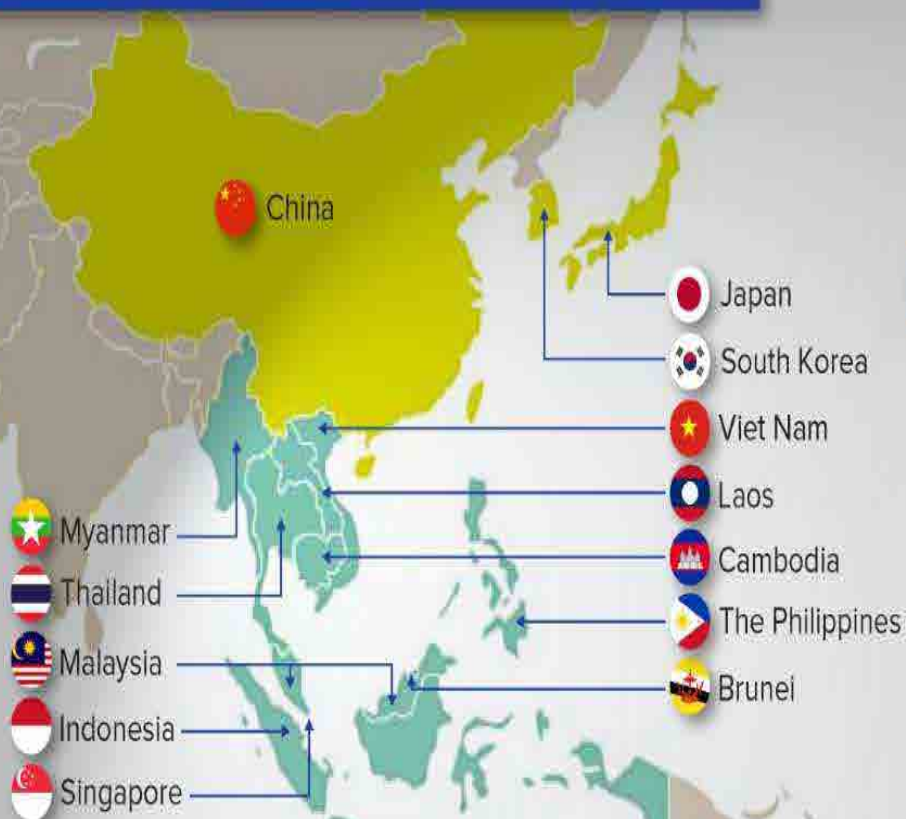 China
Japan
South Korea
Viet Nam
Laos
Cambodia
The Philippines
Brunei
Myanmar
Thailand
Malaysia
Indonesia
Singapore